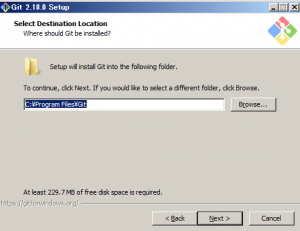 Git 2.18.0 Setup
Select Destination Location
Where should Git be installed?
Setup will install Git into the following folder.
To continue, click Next. If you would like to select a different folder, click Browse.
C:¥Program Files¥Git
Browse...
At least 229.7 MB of free disk space is required.
https://gitforwindows.org/
< Back
Next >
Cancel